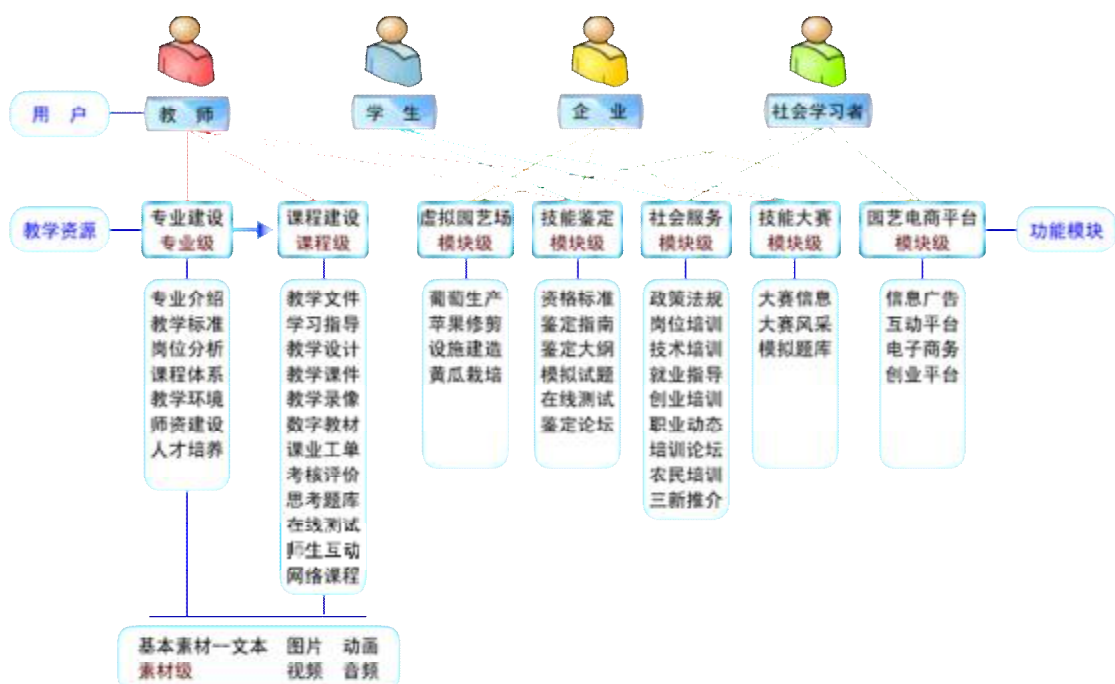 用 户
教 师
学 生
企 业
社会学习者
教学资源
专业建设
专业级
课程建设
课程级
虚拟园艺场
模块级
技能鉴定
模块级
社会服务
模块级
技能大赛
模块级
园艺电商平台
模块级
功能模块
专业介绍
教学标准
岗位分析
课程体系
教学环境
师资建设
人才培养
教学文件
学习指导
教学设计
教学课件
教学录像
数字教材
课业工单
考核评价
思考题库
在线测试
师生互动
网络课程
葡萄生产
苹果修剪
设施建造
黄瓜栽培
资格标准
鉴定指南
鉴定大纲
模拟试题
在线测试
鉴定论坛
政策法规
岗位培训
技术培训
就业指导
创业培训
职业动态
培训论坛
农民培训
三新推介
大赛信息
大赛风采
模拟题库
信息广告
互动平台
电子商务
创业平台
基本素材一文本 图片 动画
素材级 视频 音频